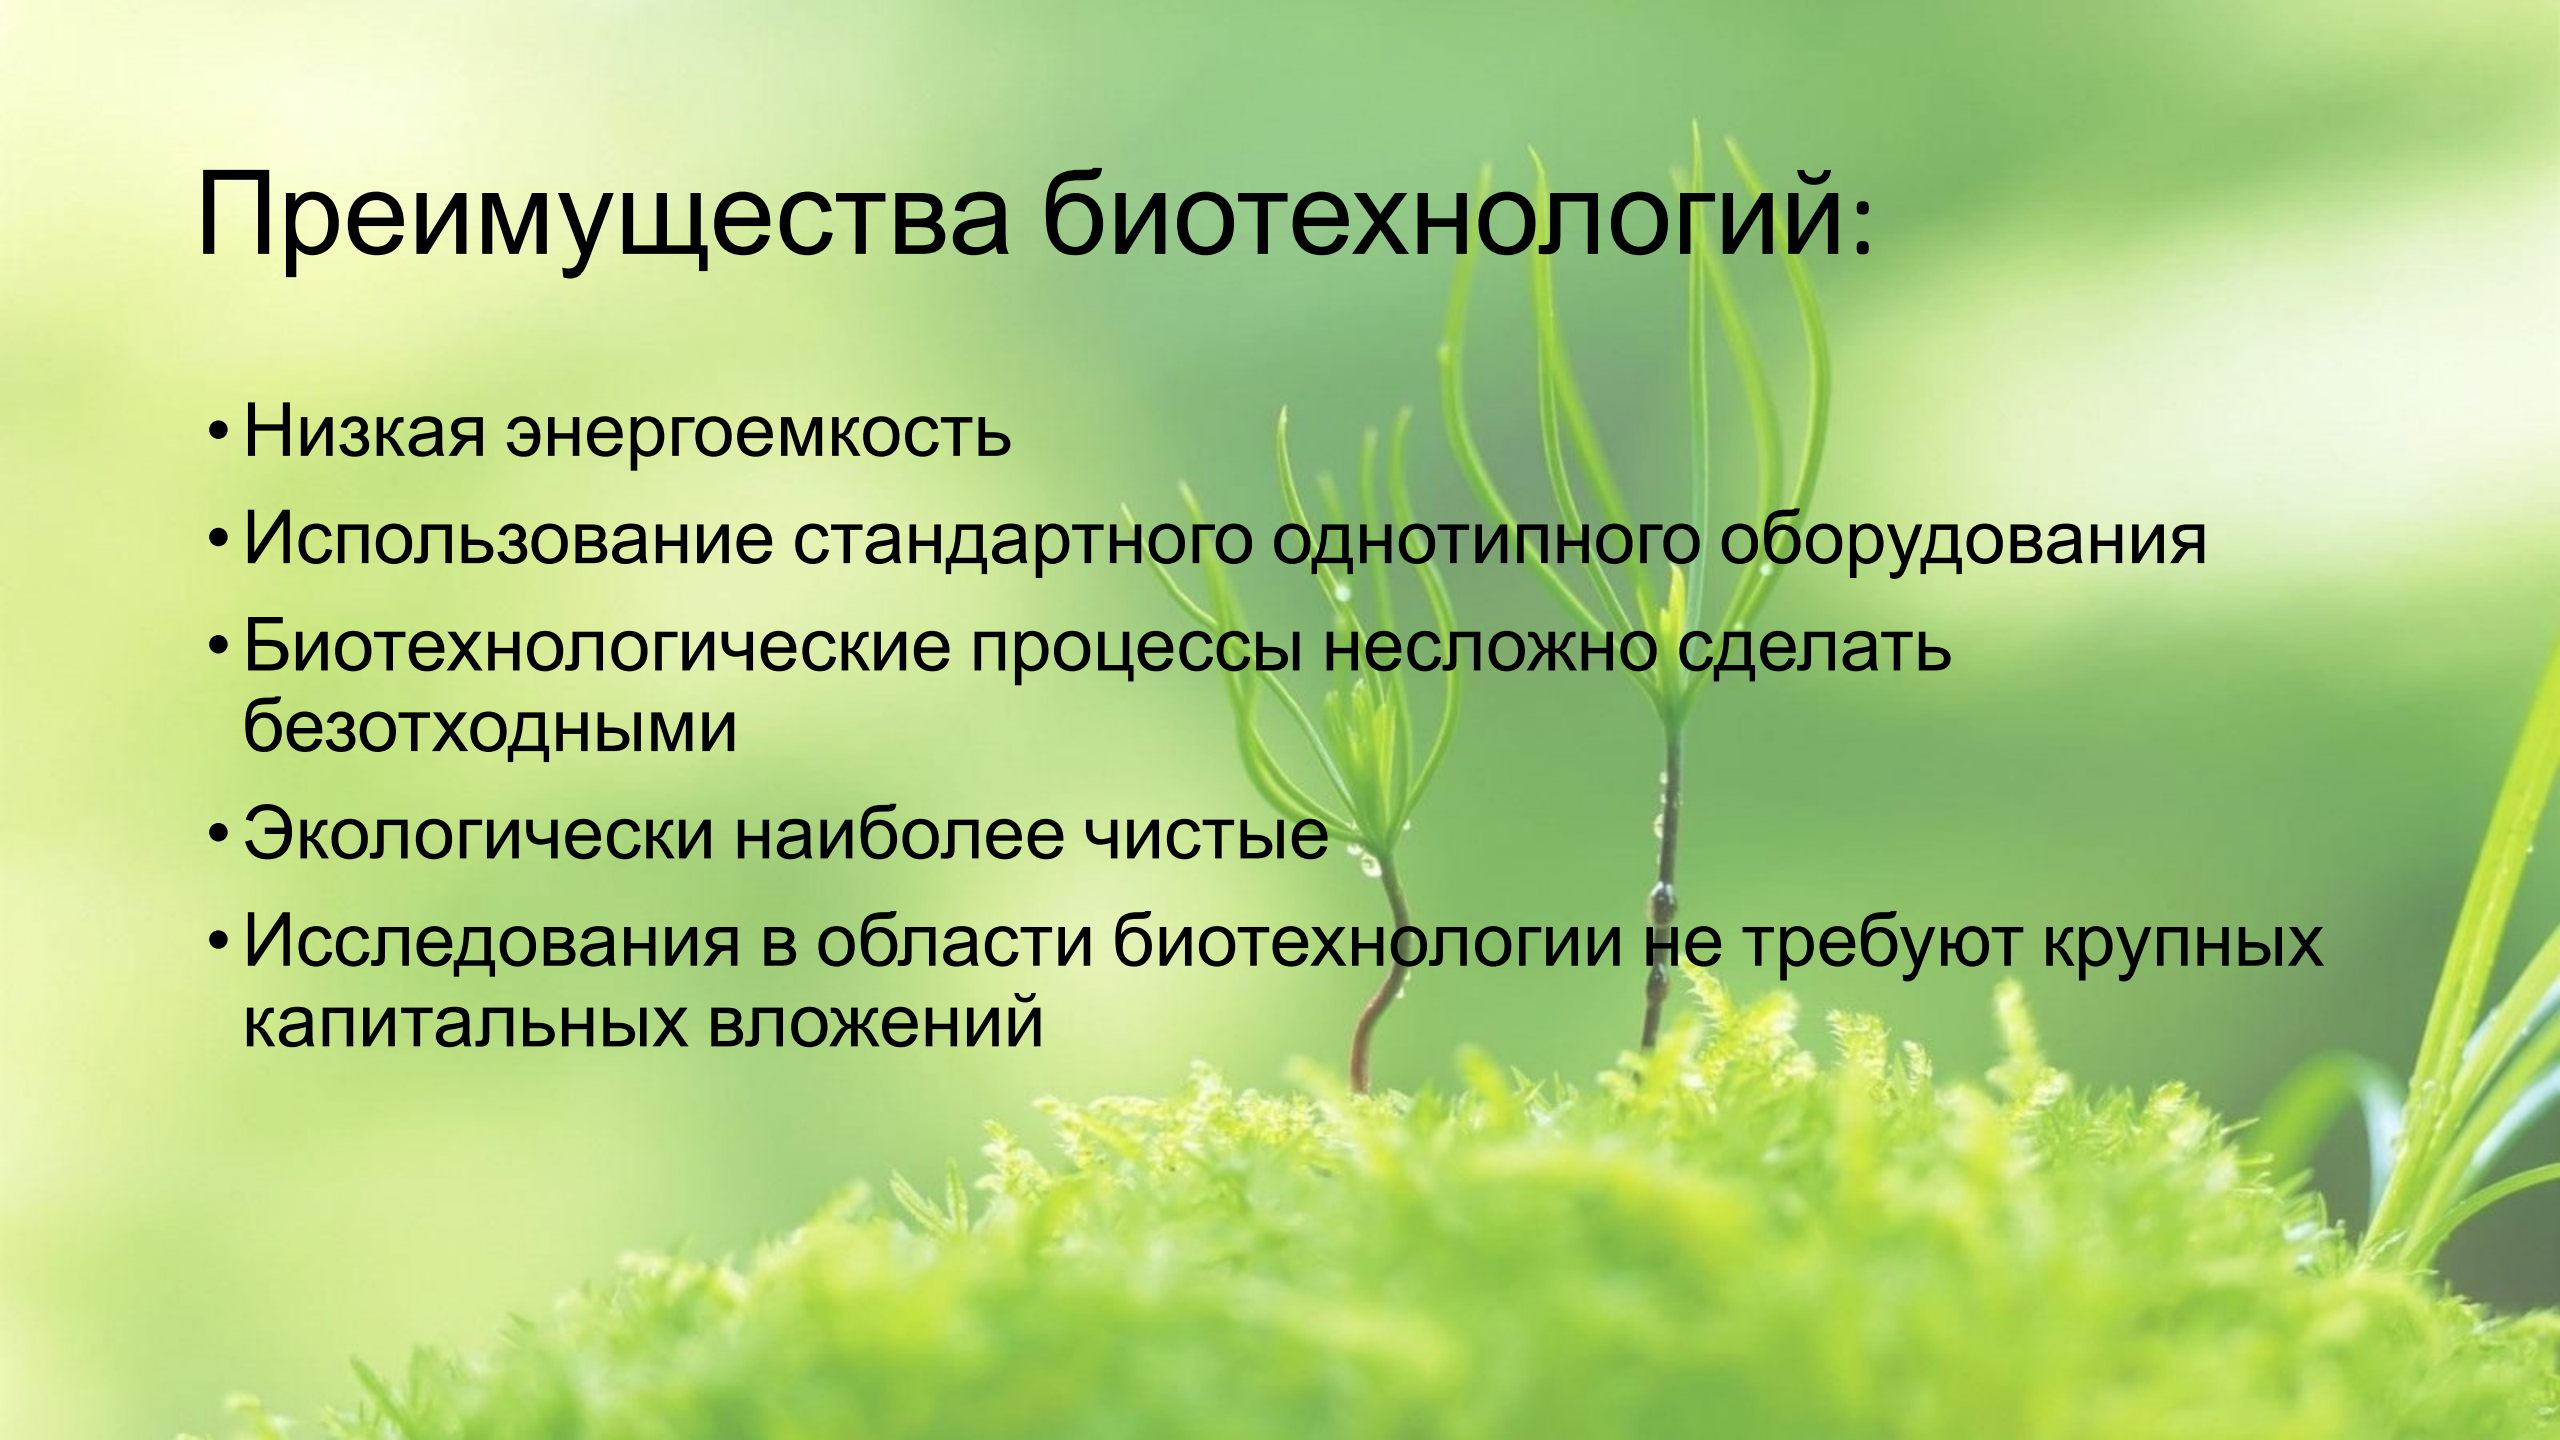 Преимущества биотехнологий:
• Низкая энергоемкость
• Использование стандартного однотипного оборудования
• Биотехнологические процессы несложно сделать
безотходными
• Экологически наиболее чистые
• Исследования в области биотехнологии не требуют крупных
капитальных вложений